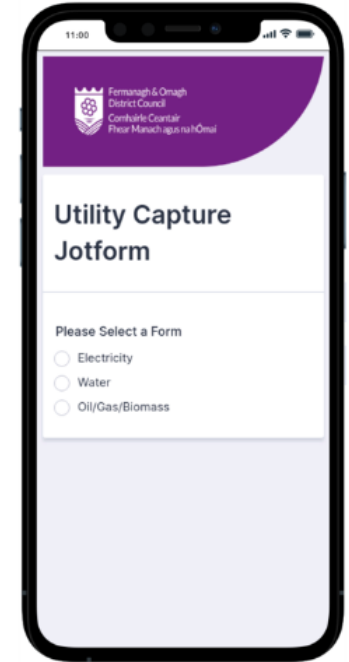 11:00
Fermanagh & Omagh
District Council
Comhairle Ceantair
Fhear Manach agus na hÓmaí
Utility Capture
Jotform
Please Select a Form
Electricity
Water
Oil/Gas/Biomass